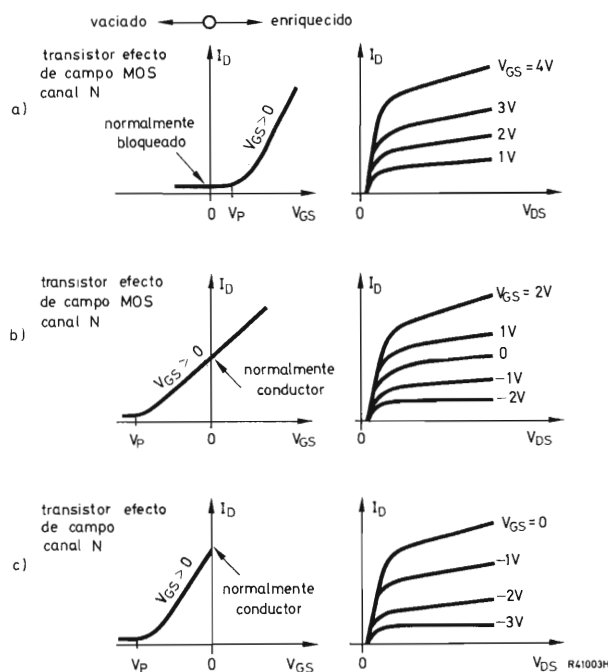 vaciado enriquecido
a)
transistor efecto
de campo MOS
canal N
normalmente
bloqueado
I_D
V_GS > 0
0
V_P
V_GS
I_D
V_GS = 4V
3V
2V
1V
0
V_DS
b)
transistor efecto
de campo MOS
canal N
I_D
V_GS ≷ 0
normalmente
conductor
V_P
0
V_GS
I_D
V_GS = 2V
1V
0
-1V
-2V
0
V_DS
c)
transistor efecto
de campo
canal N
I_D
V_GS > 0
normalmente
conductor
V_P
0
V_GS
I_D
V_GS = 0
-1V
-2V
-3V
0
V_DS
R41003H